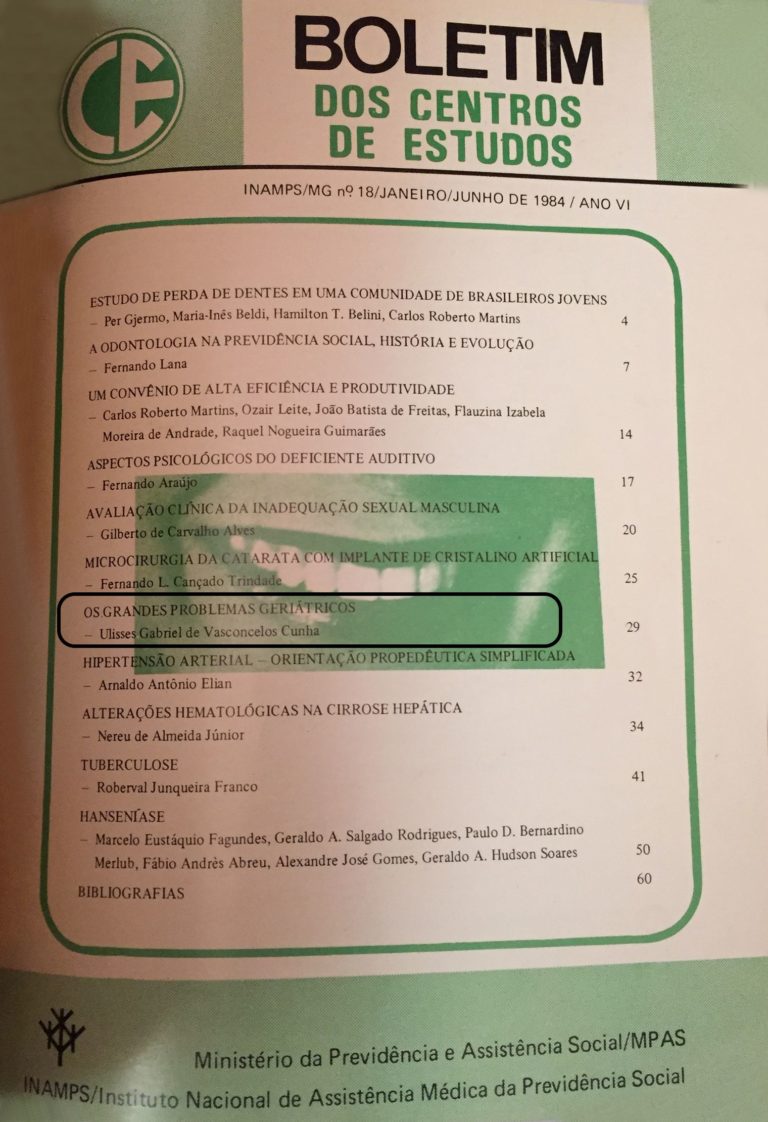 CE
BOLETIM
DOS CENTROS
DE ESTUDOS
INAMPS/MG nº 18/JANEIRO/JUNHO DE 1984 / ANO VI
ESTUDO DE PERDA DE DENTES EM UMA COMUNIDADE DE BRASILEIROS JOVENS
– Per Gjermo, Maria-Inês Beldi, Hamilton T. Belini, Carlos Roberto Martins 4
A ODONTOLOGIA NA PREVIDÊNCIA SOCIAL, HISTÓRIA E EVOLUÇÃO
– Fernando Lana 7
UM CONVÊNIO DE ALTA EFICIÊNCIA E PRODUTIVIDADE
– Carlos Roberto Martins, Ozair Leite, João Batista de Freitas, Flauzina Izabela
Moreira de Andrade, Raquel Nogueira Guimarães 14
ASPECTOS PSICOLÓGICOS DO DEFICIENTE AUDITIVO
– Fernando Araújo 17
AVALIAÇÃO CLÍNICA DA INADEQUAÇÃO SEXUAL MASCULINA
– Gilberto de Carvalho Alves 20
MICROCIRURGIA DA CATARATA COM IMPLANTE DE CRISTALINO ARTIFICIAL
– Fernando L. Cançado Trindade 25
OS GRANDES PROBLEMAS GERIÁTRICOS
– Ulisses Gabriel de Vasconcelos Cunha 29
HIPERTENSÃO ARTERIAL – ORIENTAÇÃO PROPEDÊUTICA SIMPLIFICADA
– Arnaldo Antônio Elian 32
ALTERAÇÕES HEMATOLÓGICAS NA CIRROSE HEPÁTICA
– Nereu de Almeida Júnior 34
TUBERCULOSE
– Roberval Junqueira Franco 41
HANSENÍASE
– Marcelo Eustáquio Fagundes, Geraldo A. Salgado Rodrigues, Paulo D. Bernardino
Merlub, Fábio Andrès Abreu, Alexandre José Gomes, Geraldo A. Hudson Soares 50
BIBLIOGRAFIAS 60
Ministério da Previdência e Assistência Social/MPAS
INAMPS/Instituto Nacional de Assistência Médica da Previdência Social